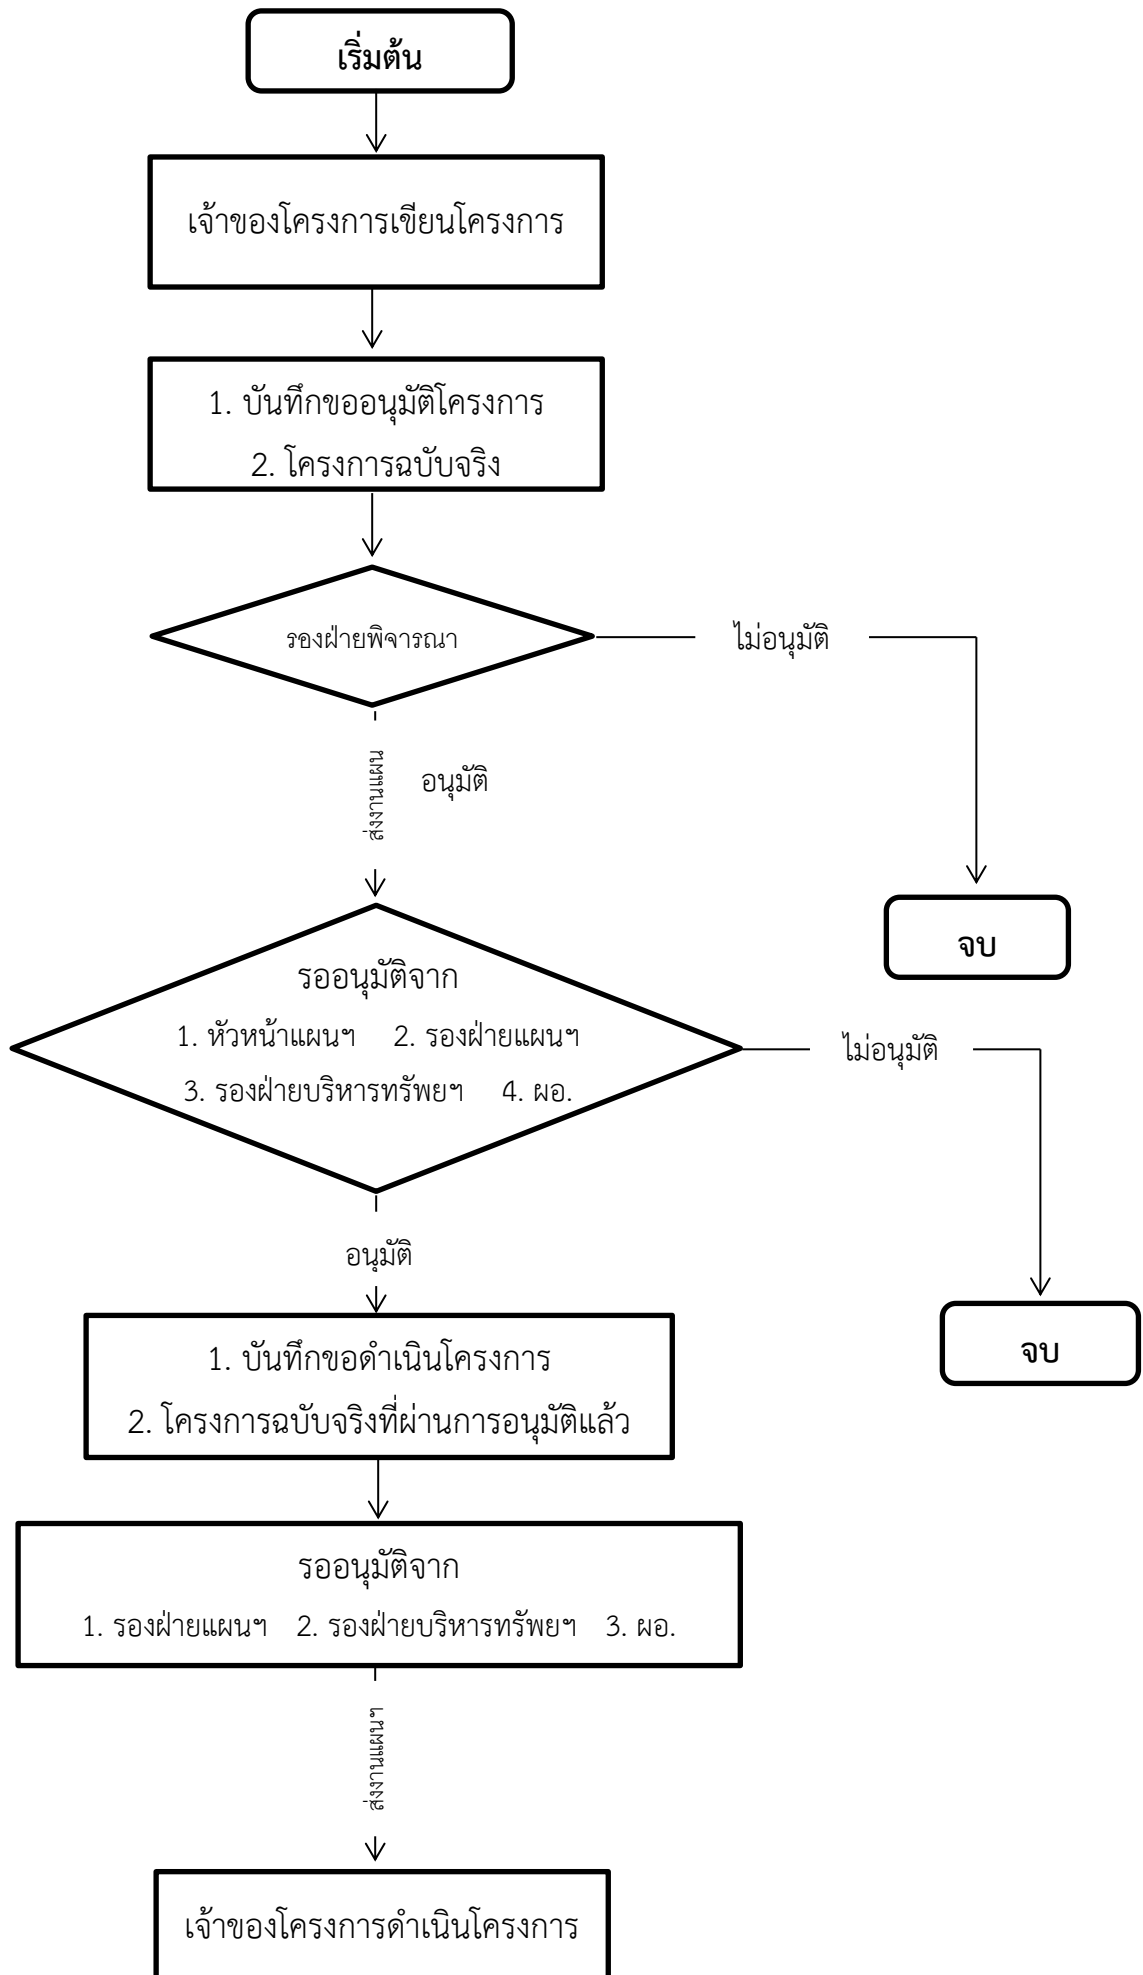 เริ่มต้น
เจ้าของโครงการเขียนโครงการ
1. บันทึกขออนุมัติโครงการ
2. โครงการฉบับจริง
รองฝ่ายพิจารณา
ไม่อนุมัติ
ส่งงานแผน
อนุมัติ
จบ
รออนุมัติจาก
1. หัวหน้าแผนฯ 2. รองฝ่ายแผนฯ
3. รองฝ่ายบริหารทรัพยฯ 4. ผอ.
ไม่อนุมัติ
อนุมัติ
จบ
1. บันทึกขอดำเนินโครงการ
2. โครงการฉบับจริงที่ผ่านการอนุมัติแล้ว
รออนุมัติจาก
1. รองฝ่ายแผนฯ 2. รองฝ่ายบริหารทรัพยฯ 3. ผอ.
ส่งงานแผนฯ
เจ้าของโครงการดำเนินโครงการ